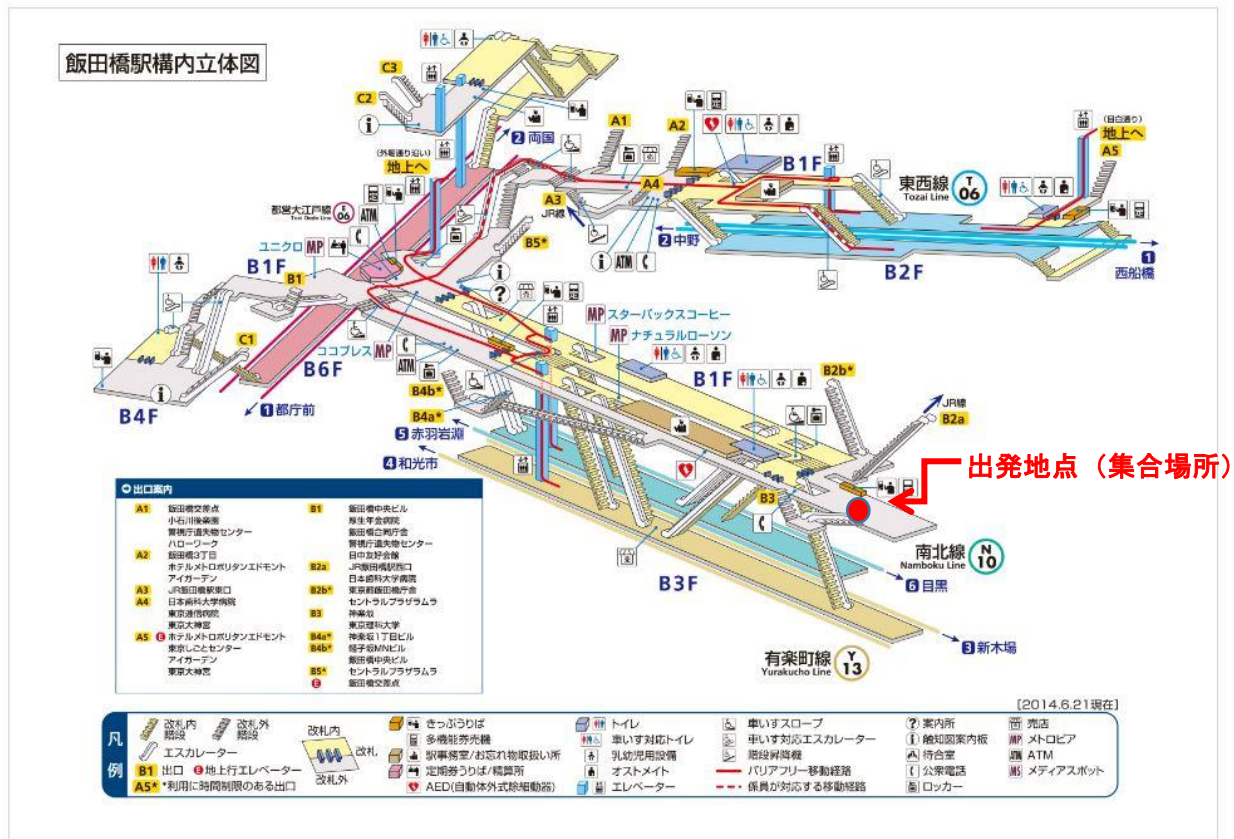 飯田橋駅構内立体図
C3
C2
2 両国
(外堀通り沿い)
地上へ
都営大江戸線 E 06
Toei Oedo Line
ATM
ユニクロ MP
B1F
B1
C1
B6F
B4F
1 都庁前
A1
A2
B1F
A4
A3
JR線
B5*
ATM
2 中野
東西線 T 06
Tozai Line
(目白通り)
地上へ
A5
B2F
1
西船橋
MP スターバックスコーヒー
MP ナチュラルローソン
ココプレス MP
ATM
B1F
B4b*
B4a*
5 赤羽岩淵
4 和光市
B2b*
JR線
B2a
出発地点(集合場所)
B3
南北線 N 10
Namboku Line
6 目黒
B3F
3 新木場
有楽町線 Y 13
Yurakucho Line
出口案内
A1 飯田橋交差点
小石川後楽園
警視庁遺失物センター
ハローワーク
A2 飯田橋3丁目
ホテルメトロポリタンエドモント
アイガーデン
A3 JR飯田橋駅東口
A4 日本歯科大学病院
東京逓信病院
東京大神宮
A5 E ホテルメトロポリタンエドモント
東京しごとセンター
アイガーデン
東京大神宮
B1 飯田橋中央ビル
厚生年金病院
飯田橋合同庁舎
警視庁遺失物センター
日中友好会館
B2a JR飯田橋駅西口
日本歯科大学病院
B2b* 東京都飯田橋庁舎
セントラルプラザラムラ
B3 神楽坂
東京理科大学
B4a* 神楽坂1丁目ビル
B4b* 軽子坂MNビル
飯田橋中央ビル
B5* セントラルプラザラムラ
E 飯田橋交差点
[2014.6.21現在]
凡例
改札内階段
改札外階段
エスカレーター
B1 出口 E 地上行エレベーター
A5* *利用に時間制限のある出口
改札内
改札
改札外
きっぷうりば
多機能券売機
駅事務室/お忘れ物取扱い所
定期券うりば/精算所
AED(自動体外式除細動器)
トイレ
車いす対応トイレ
乳幼児用設備
オストメイト
エレベーター
車いすスロープ
車いす対応エスカレーター
階段昇降機
バリアフリー移動経路
係員が対応する移動経路
? 案内所
i 触知図案内板
待合室
公衆電話
ロッカー
売店
MP メトロピア
ATM ATM
MS メディアスポット